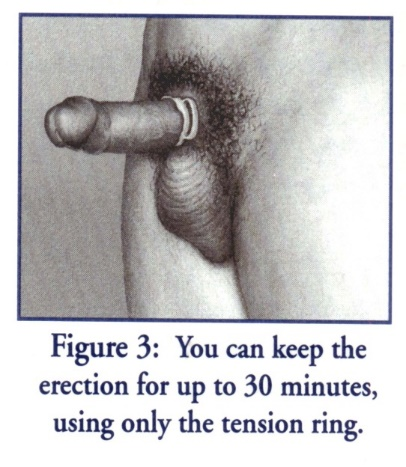 Figure 3: You can keep the
erection for up to 30 minutes,
using only the tension ring.